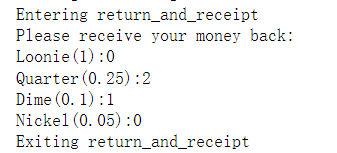 Entering return_and_receipt
Please receive your money back:
Loonie(1):0
Quarter(0.25):2
Dime(0.1):1
Nickel(0.05):0
Exiting return_and_receipt